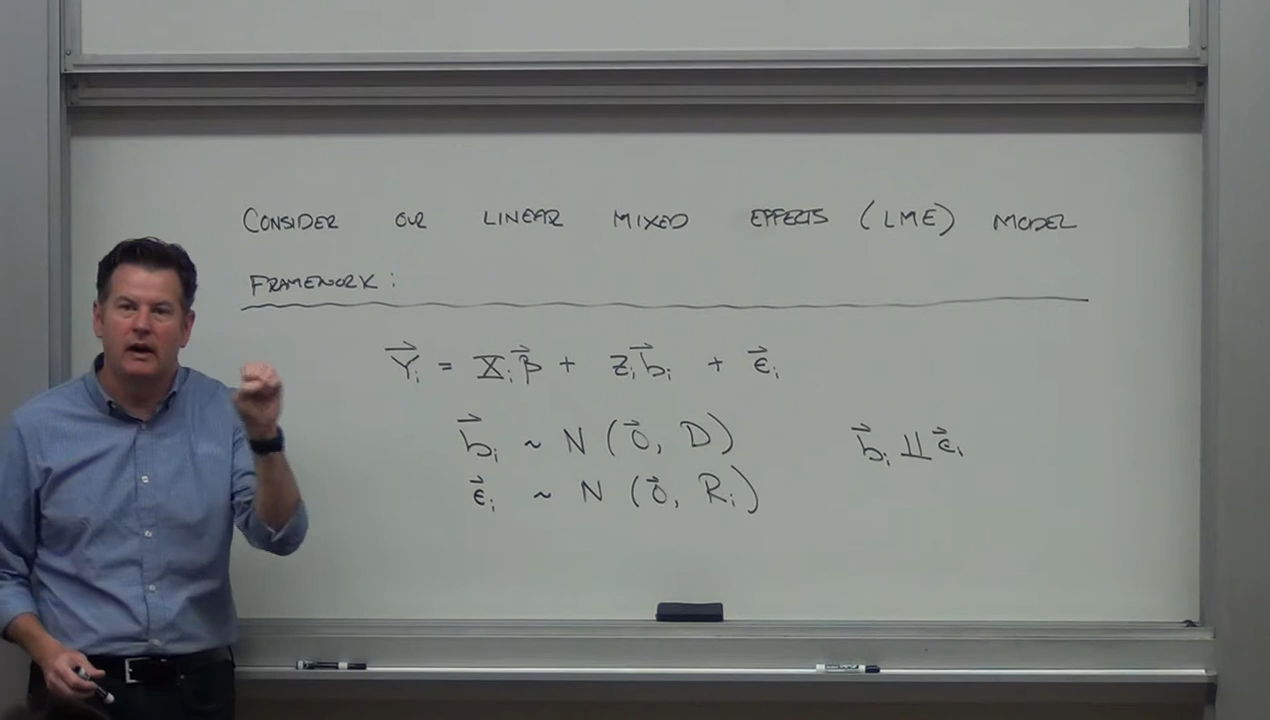 CONSIDER OUR LINEAR MIXED EFFECTS (LME) MODEL
FRAMEWORK:
Y⃗ᵢ = Xᵢβ⃗ + Zᵢb⃗ᵢ + ε⃗ᵢ
b⃗ᵢ ~ N(0⃗, D) b⃗ᵢ ⫫ ε⃗ᵢ
ε⃗ᵢ ~ N(0⃗, Rᵢ)